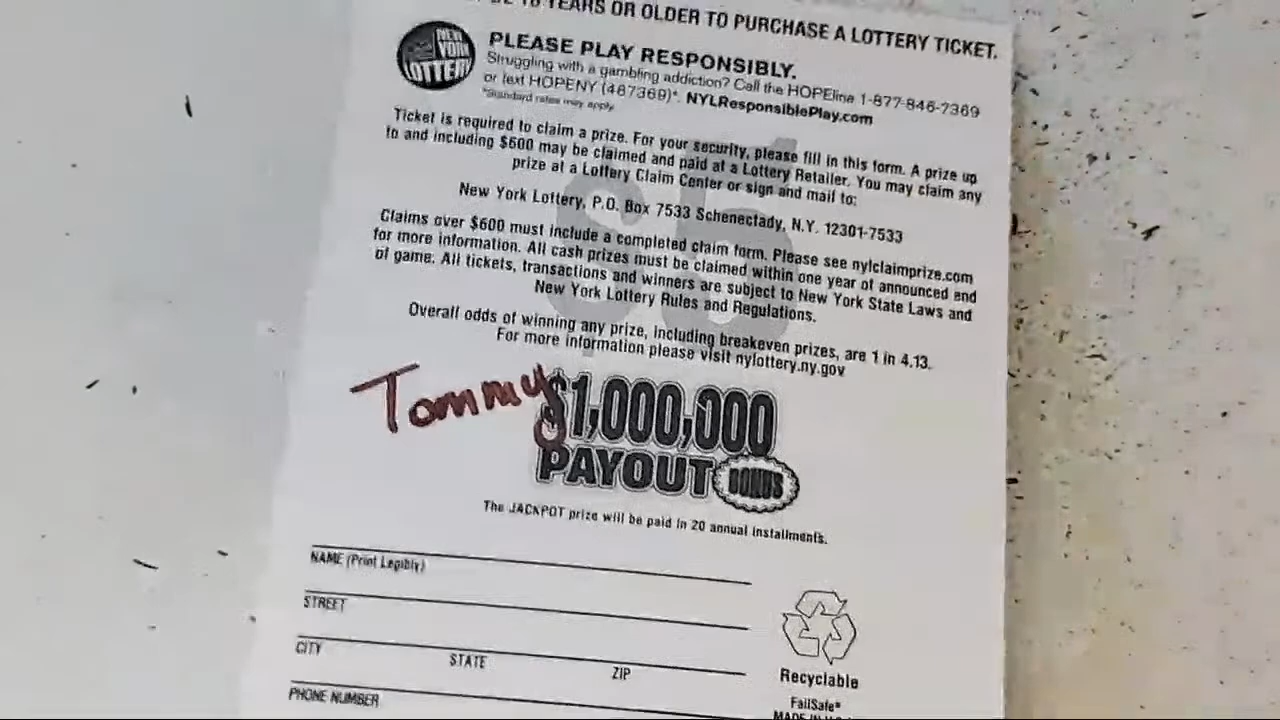 YEARS OR OLDER TO PURCHASE A LOTTERY TICKET.
NEW
YORK
LOTTERY
PLEASE PLAY RESPONSIBLY.
Struggling with a gambling addiction? Call the HOPEline 1-877-846-7369
or text HOPENY (467369)*. NYLResponsiblePlay.com
*Standard rates may apply
Ticket is required to claim a prize. For your security, please fill in this form. A prize up
to and including $600 may be claimed and paid at a Lottery Retailer. You may claim any
prize at a Lottery Claim Center or sign and mail to:
New York Lottery, P.O. Box 7533 Schenectady, N.Y. 12301-7533
Claims over $600 must include a completed claim form. Please see nylclaimprize.com
for more information. All cash prizes must be claimed within one year of announced end
of game. All tickets, transactions and winners are subject to New York State Laws and
New York Lottery Rules and Regulations.
Overall odds of winning any prize, including breakeven prizes, are 1 in 4.13.
For more information please visit nylottery.ny.gov
Tommy
$1,000,000
PAYOUT BONUS
The JACKPOT prize will be paid in 20 annual installments.
NAME (Print Legibly)
STREET
CITY STATE ZIP
PHONE NUMBER
Recyclable
FailSafe®
MADE IN